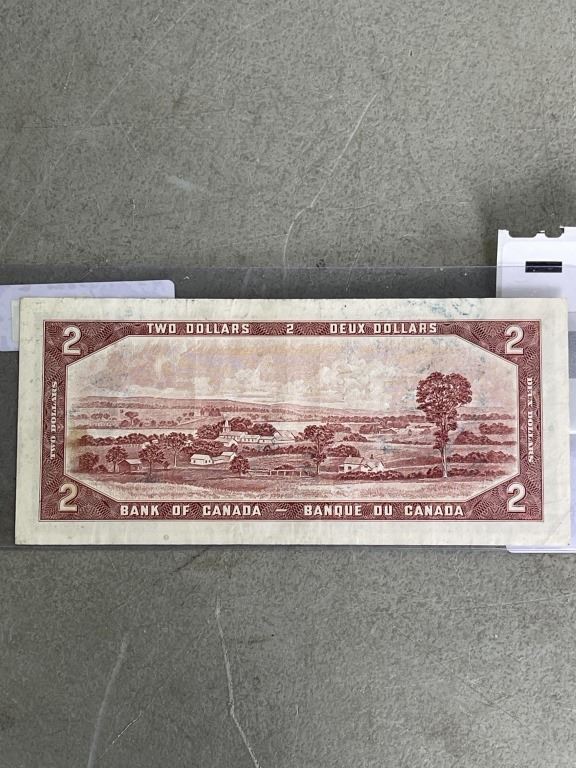 2 TWO DOLLARS 2 DEUX DOLLARS 2
TWO DOLLARS
DEUX DOLLARS
2 BANK OF CANADA – BANQUE DU CANADA 2